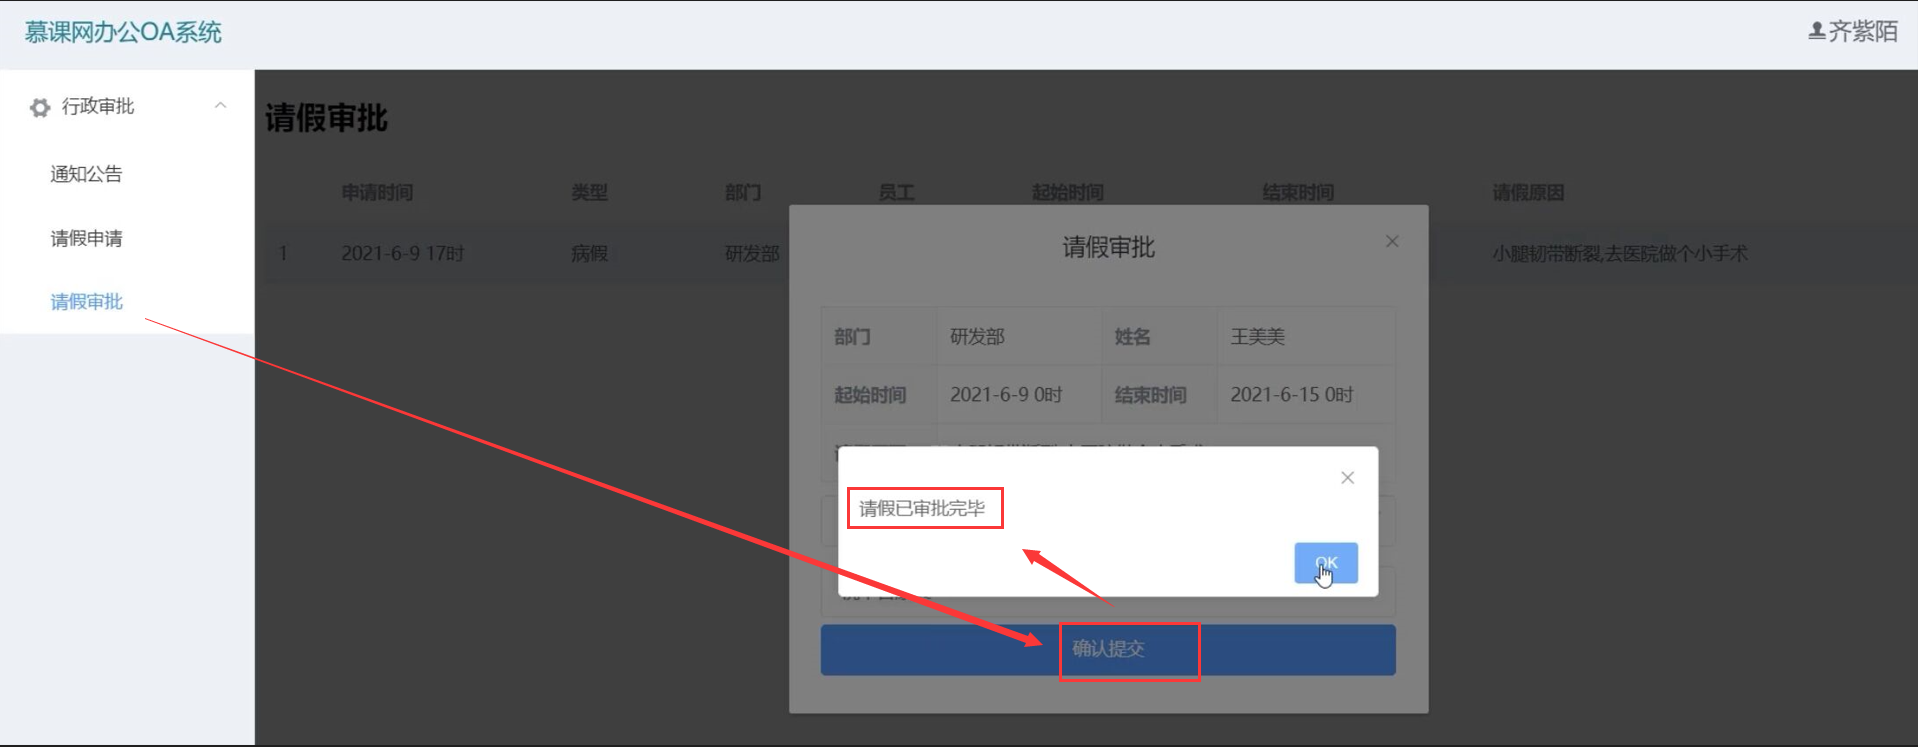 慕课网办公OA系统
齐紫陌
行政审批
通知公告
请假申请
请假审批
请假审批
申请时间 类型 部门 员工 起始时间 结束时间 请假原因
1 2021-6-9 17时 病假 研发部 小腿韧带断裂,去医院做个小手术
请假审批
部门 研发部 姓名 王美美
起始时间 2021-6-9 0时 结束时间 2021-6-15 0时
请假已审批完毕
OK
确认提交